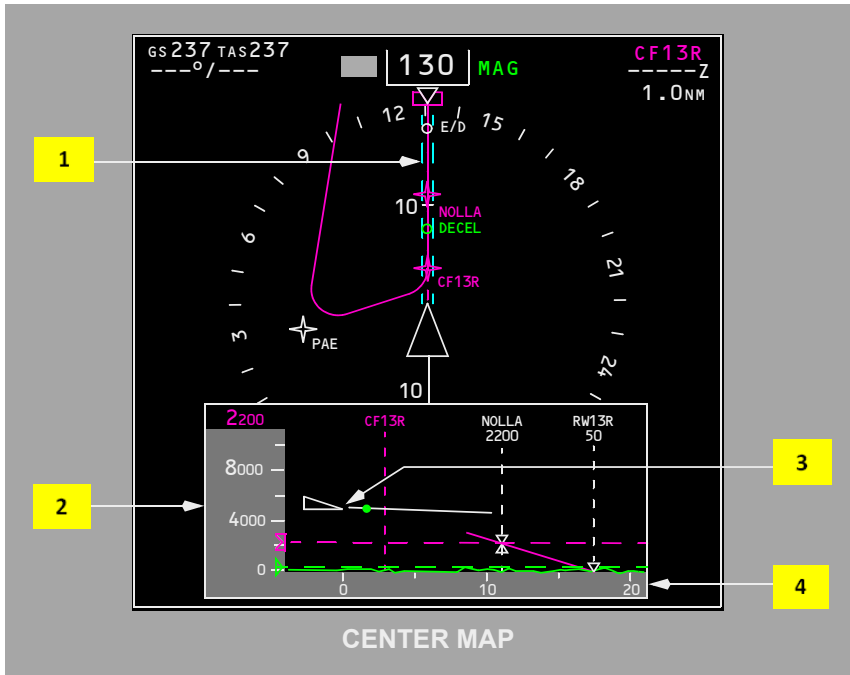 GS237 TAS237
---°/---
130 MAG
CF13R
-----Z
1.0NM
12
15
E/D
1
9
18
10
NOLLA
DECEL
6
21
CF13R
3
PAE
24
10
2200
CF13R
NOLLA
2200
RW13R
50
8000
3
2
4000
0
0
10
20
4
CENTER MAP